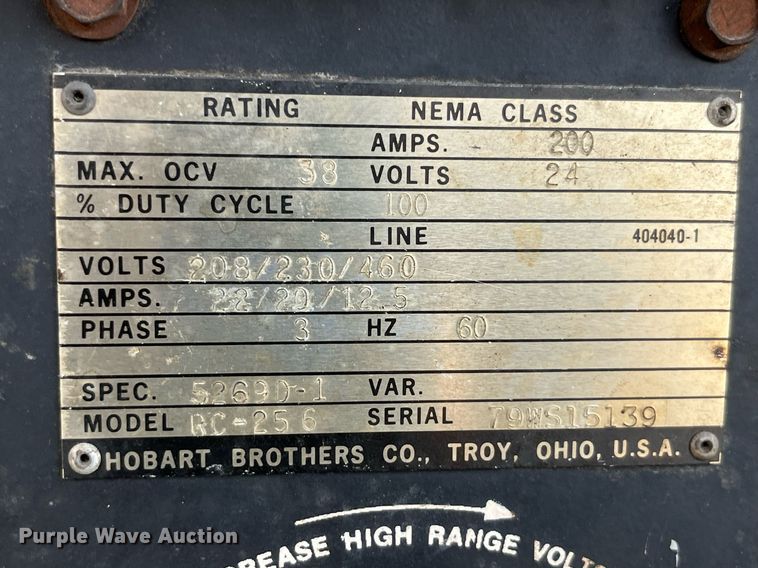 RATING NEMA CLASS
AMPS. 200
MAX. OCV 38 VOLTS 24
% DUTY CYCLE 100
LINE 404040-1
VOLTS 208/230/460
AMPS. 22/20/12.5
PHASE 3 HZ 60
SPEC. 5269D-1 VAR.
MODEL RC-256 SERIAL 79WS15139
HOBART BROTHERS CO., TROY, OHIO, U.S.A.
HIGH RANGE
Purple Wave Auction